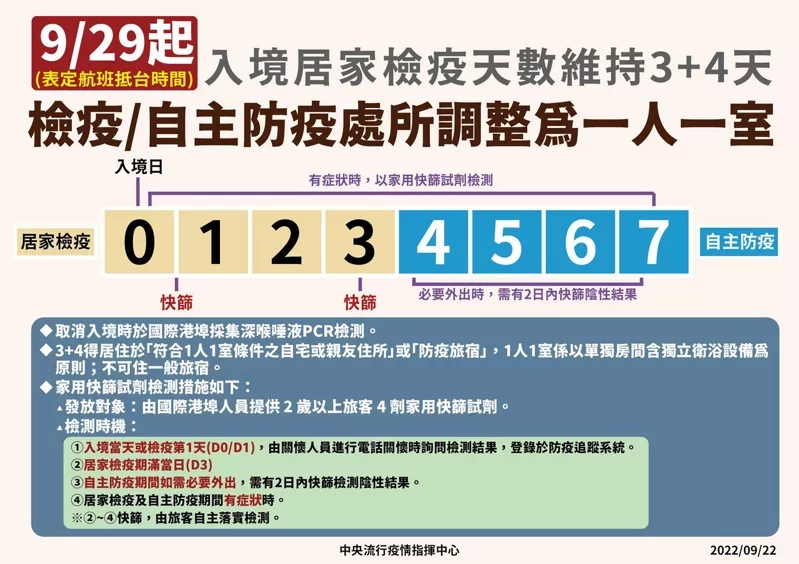 9/29起
(表定航班抵台時間)
入境居家檢疫天數維持3+4天
檢疫/自主防疫處所調整為一人一室
入境日
有症狀時，以家用快篩試劑檢測
居家檢疫
0 1 2 3 4 5 6 7
自主防疫
快篩
快篩
必要外出時，需有2日內快篩陰性結果
◆取消入境時於國際港埠採集深喉唾液PCR檢測。
◆3+4得居住於「符合1人1室條件之自宅或親友住所」或「防疫旅宿」，1人1室係以單獨房間含獨立衛浴設備為
原則；不可住一般旅宿。
◆家用快篩試劑檢測措施如下：
▴發放對象：由國際港埠人員提供 2 歲以上旅客 4 劑家用快篩試劑。
▴檢測時機：
①入境當天或檢疫第1天(D0/D1)，由關懷人員進行電話關懷時詢問檢測結果，登錄於防疫追蹤系統。
②居家檢疫期滿當日(D3)
③自主防疫期間如需必要外出，需有2日內快篩檢測陰性結果。
④居家檢疫及自主防疫期間有症狀時。
※②~④快篩，由旅客自主落實檢測。
中央流行疫情指揮中心
2022/09/22